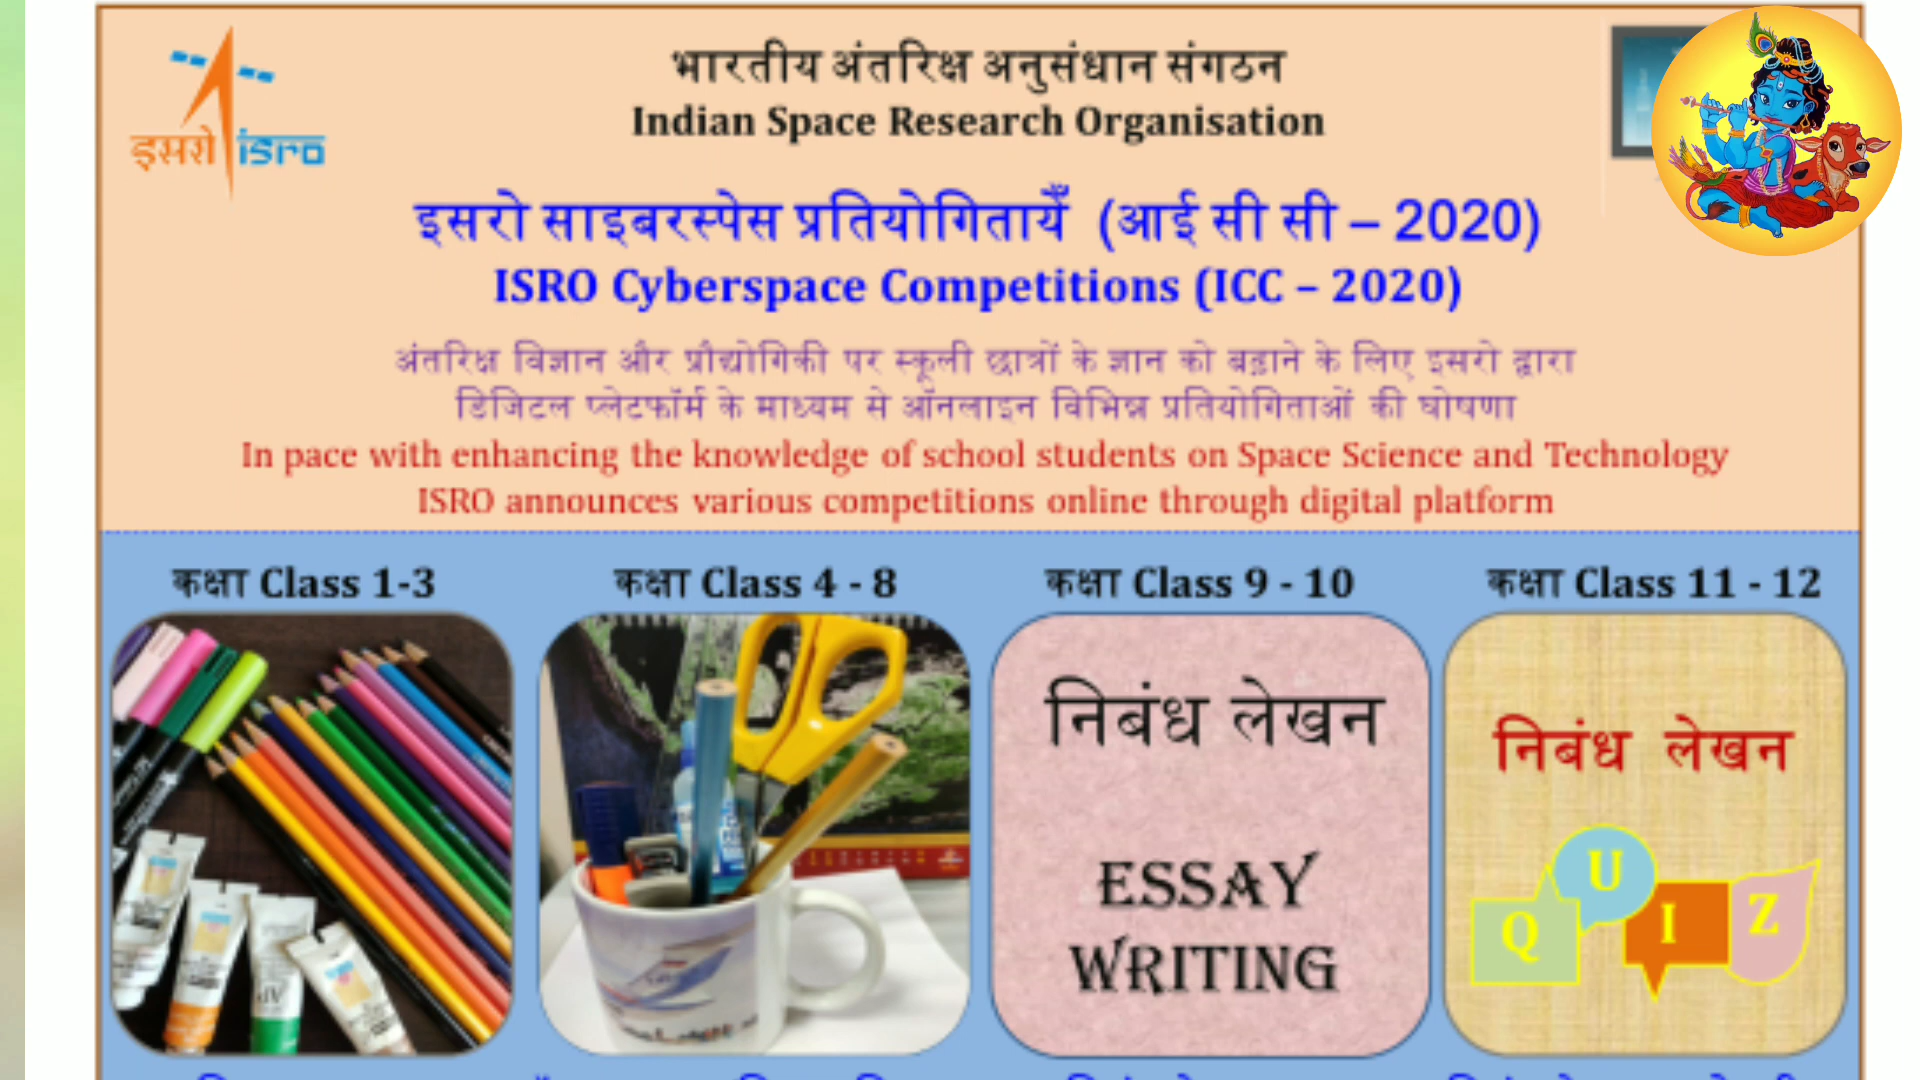 इसरो isro
भारतीय अंतरिक्ष अनुसंधान संगठन
Indian Space Research Organisation
इसरो साइबरस्पेस प्रतियोगितायेँ (आई सी सी – 2020)
ISRO Cyberspace Competitions (ICC – 2020)
अंतरिक्ष विज्ञान और प्रौद्योगिकी पर स्कूली छात्रों के ज्ञान को बढ़ाने के लिए इसरो द्वारा
डिजिटल प्लेटफॉर्म के माध्यम से ऑनलाइन विभिन्न प्रतियोगिताओं की घोषणा
In pace with enhancing the knowledge of school students on Space Science and Technology
ISRO announces various competitions online through digital platform
कक्षा Class 1-3
कक्षा Class 4 - 8
कक्षा Class 9 - 10
कक्षा Class 11 - 12
निबंध लेखन
ESSAY
WRITING
निबंध लेखन
QUIZ